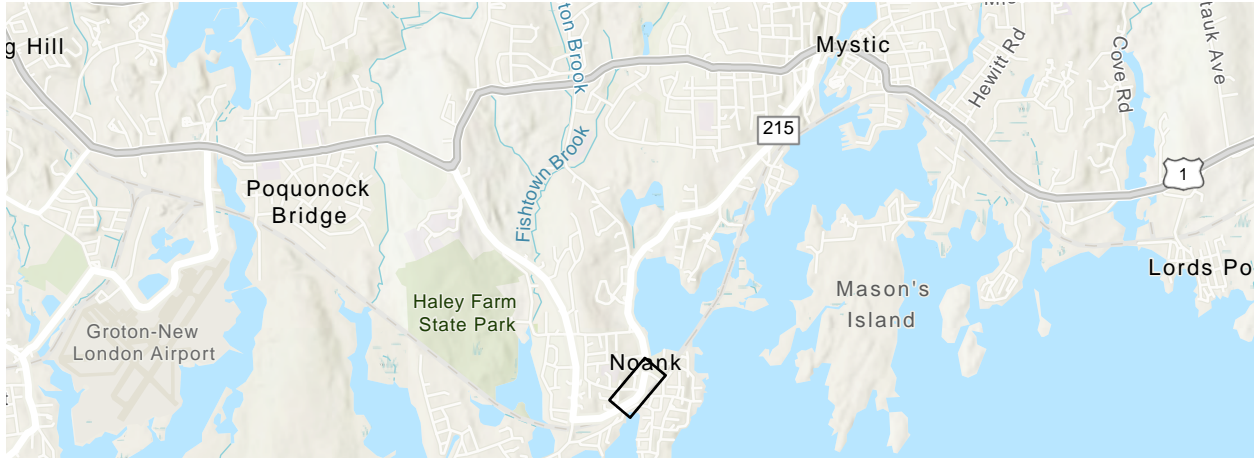 g Hill
Mystic
Hewitt Rd
Cove Rd
tauk Ave
ton Brook
215
1
Fishtown Brook
Poquonock
Bridge
Haley Farm
State Park
Groton-New
London Airport
Mason's
Island
Lords Po
Noank
t